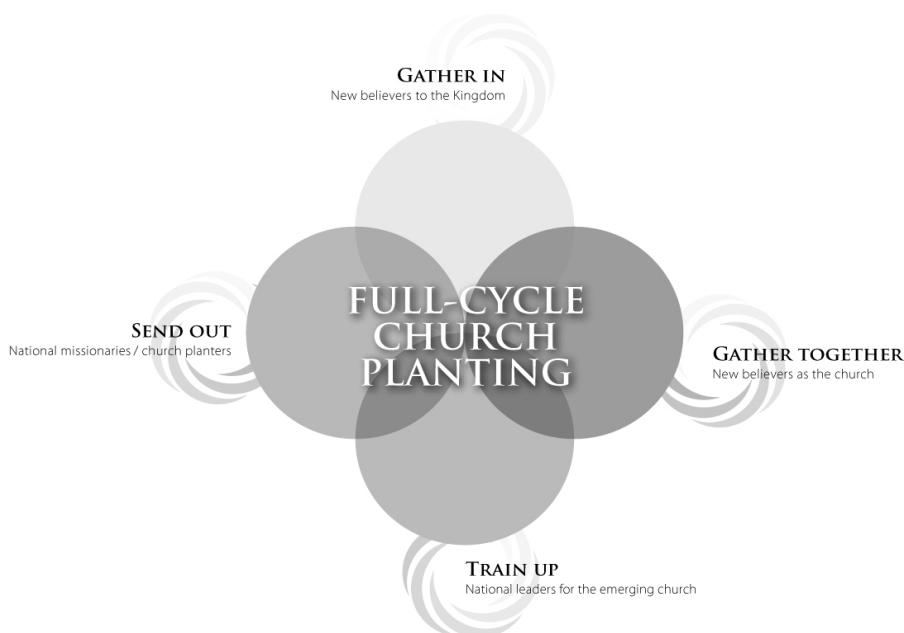 GATHER IN
New believers to the Kingdom
FULL-CYCLE
CHURCH
PLANTING
SEND OUT
National missionaries / church planters
GATHER TOGETHER
New believers as the church
TRAIN UP
National leaders for the emerging church